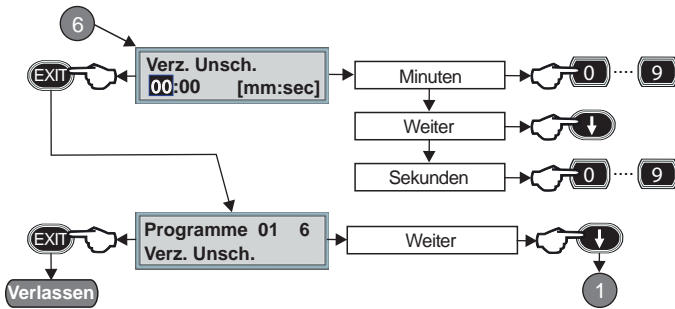 6
EXIT
Verz. Unsch.
00:00 [mm:sec]
Minuten
0 ···· 9
Weiter
Sekunden
0 ···· 9
EXIT
Programme 01 6
Verz. Unsch.
Weiter
Verlassen
1